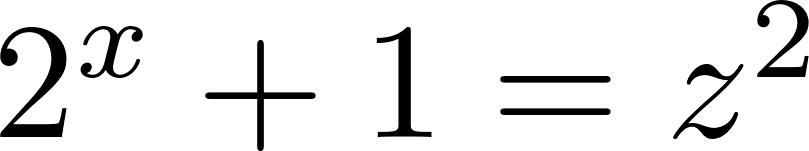 2^x + 1 = z^2